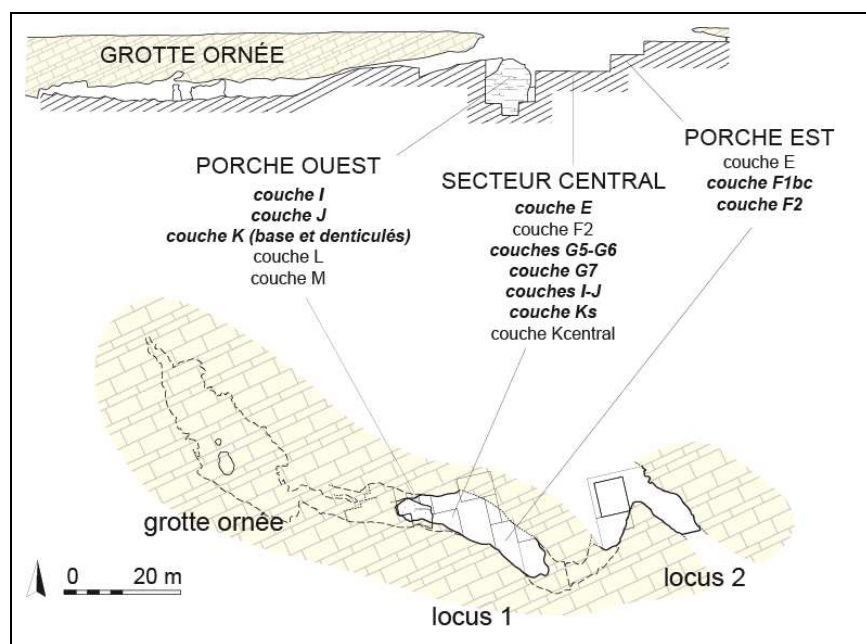 GROTTE ORNÉE
PORCHE OUEST
couche I
couche J
couche K (base et denticulés)
couche L
couche M
SECTEUR CENTRAL
couche E
couche F2
couches G5-G6
couche G7
couches I-J
couche Ks
couche Kcentral
PORCHE EST
couche E
couche F1bc
couche F2
grotte ornée
locus 1
locus 2
0 20 m